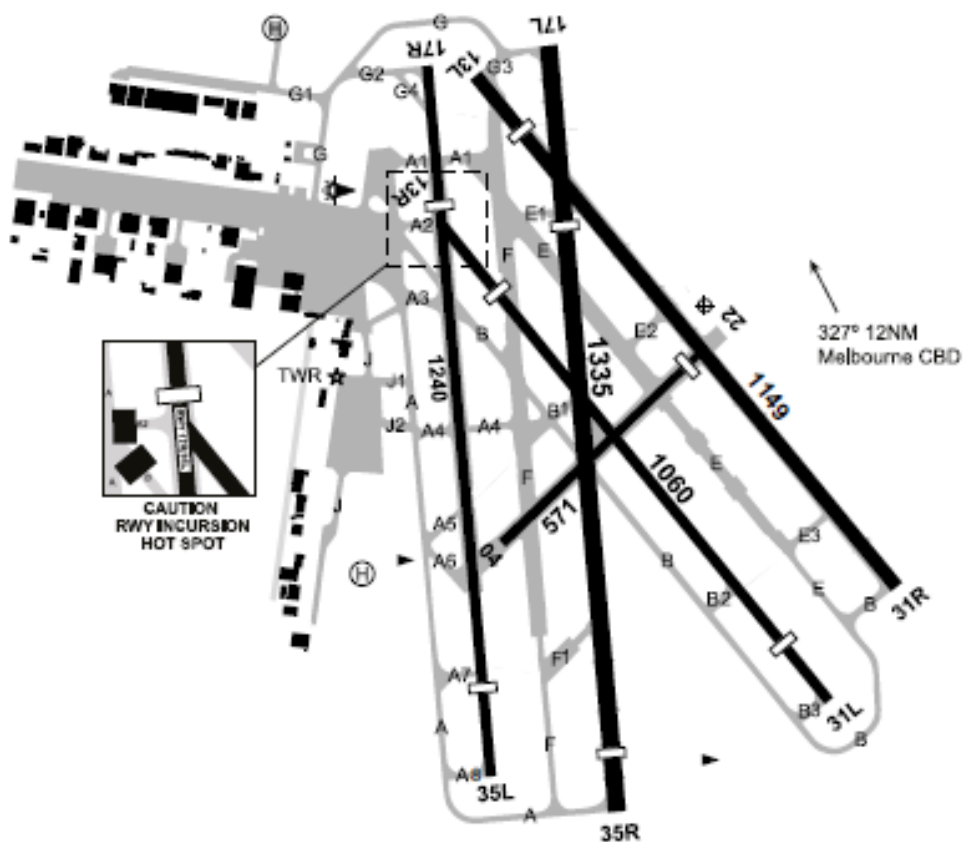 G
17L
17R
H
13L
G2
G3
G4
G1
G
A1
A1
13R
E1
A2
E
F
A3
B
E2
22
327° 12NM
Melbourne CBD
J
1240
1335
TWR
J1
A
1149
J2
A4
A4
B1
E
1060
F
571
CAUTION
RWY INCURSION
HOT SPOT
J
A5
E3
04
A6
H
B
E
B2
B
31R
F1
A7
A
B3
31L
F
B
A8
35L
A
35R